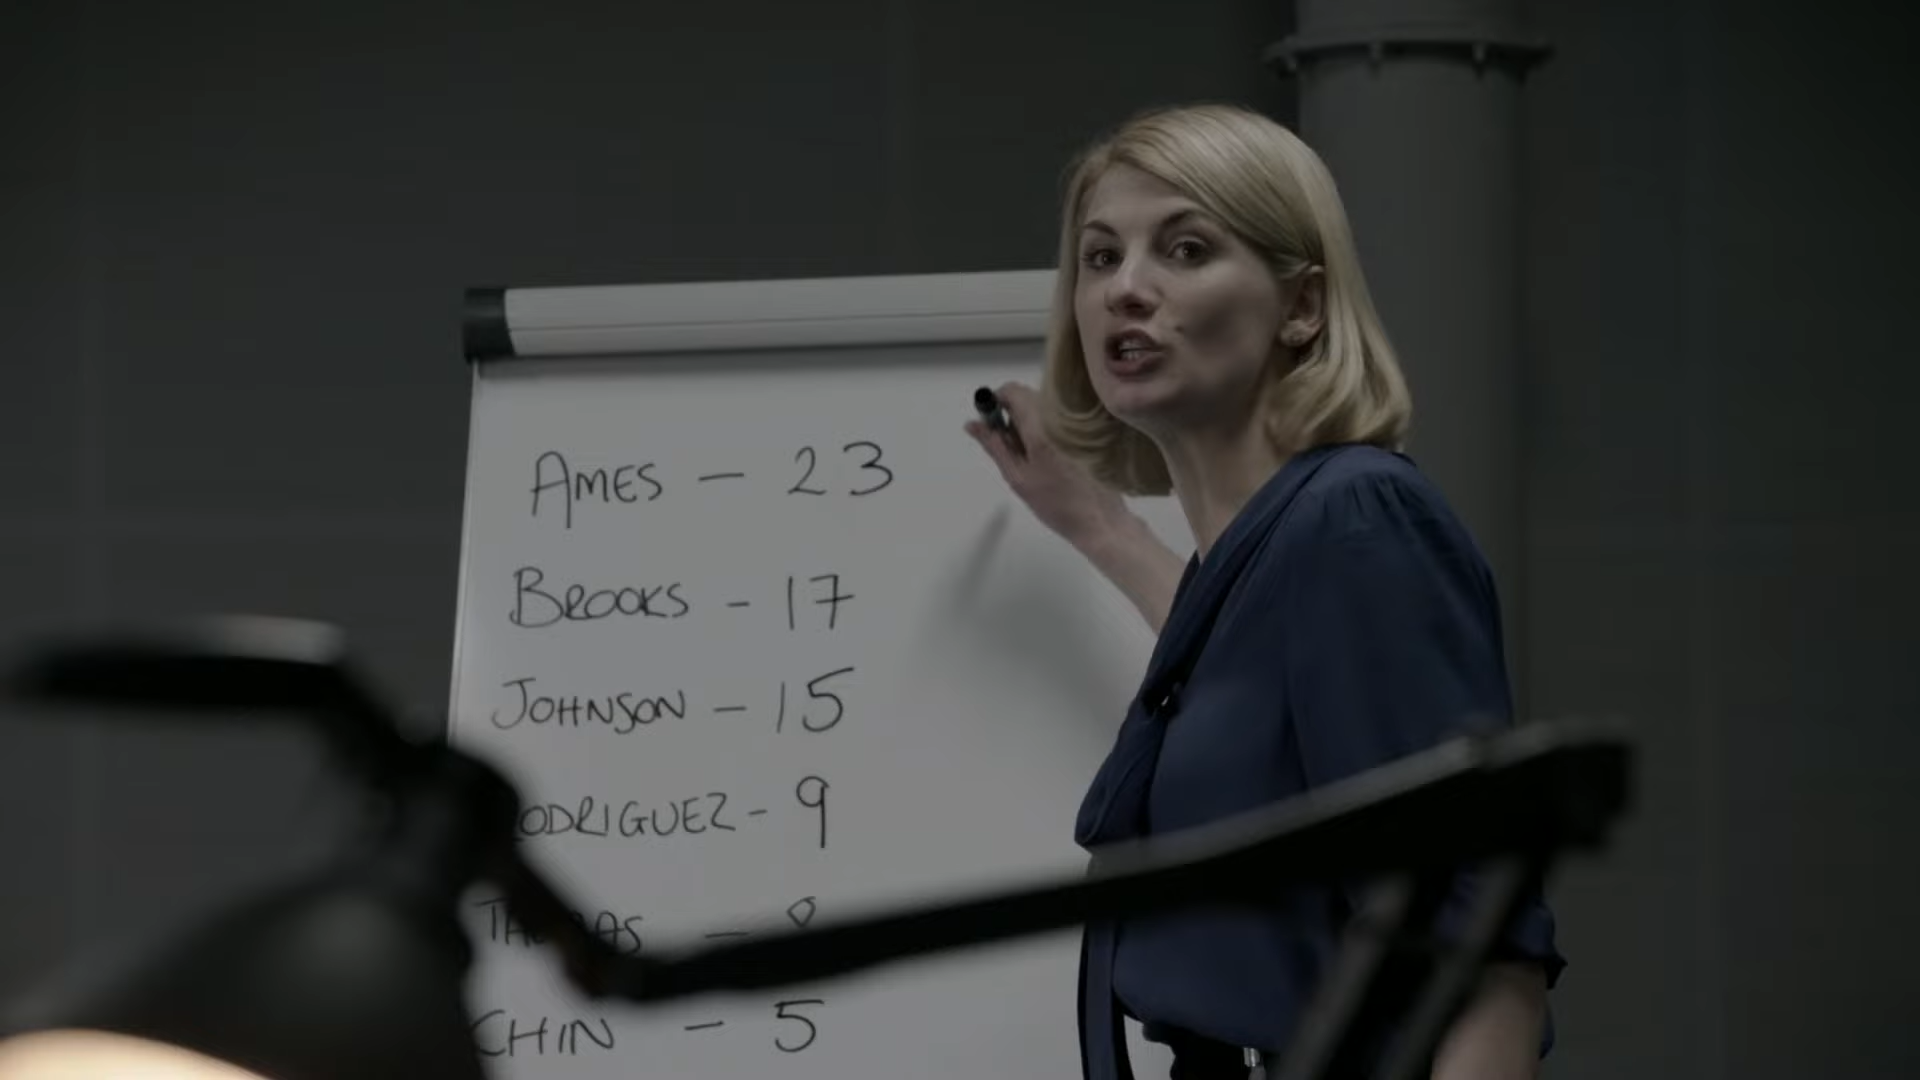 AMES - 23
BROOKS - 17
JOHNSON - 15
- 9
-
CHIN - 5